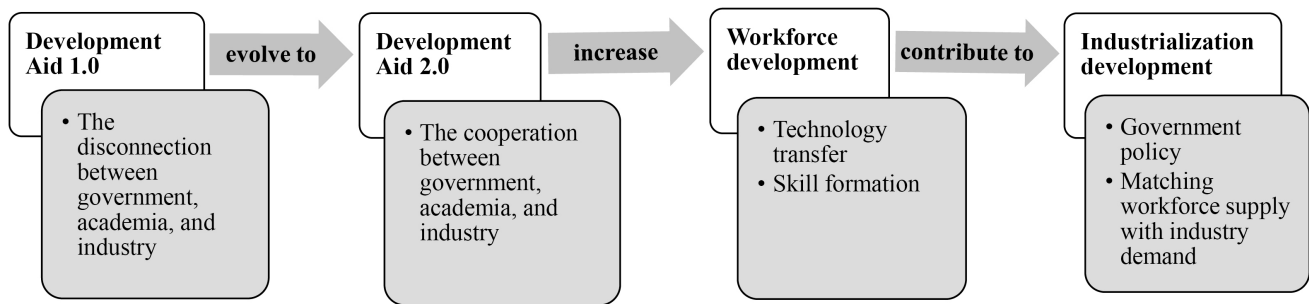 Development
Aid 1.0
evolve to
Development
Aid 2.0
increase
Workforce
development
contribute to
Industrialization
development
• The
disconnection
between
government,
academia, and
industry
• The cooperation
between
government,
academia, and
industry
• Technology
transfer
• Skill formation
• Government
policy
• Matching
workforce supply
with industry
demand